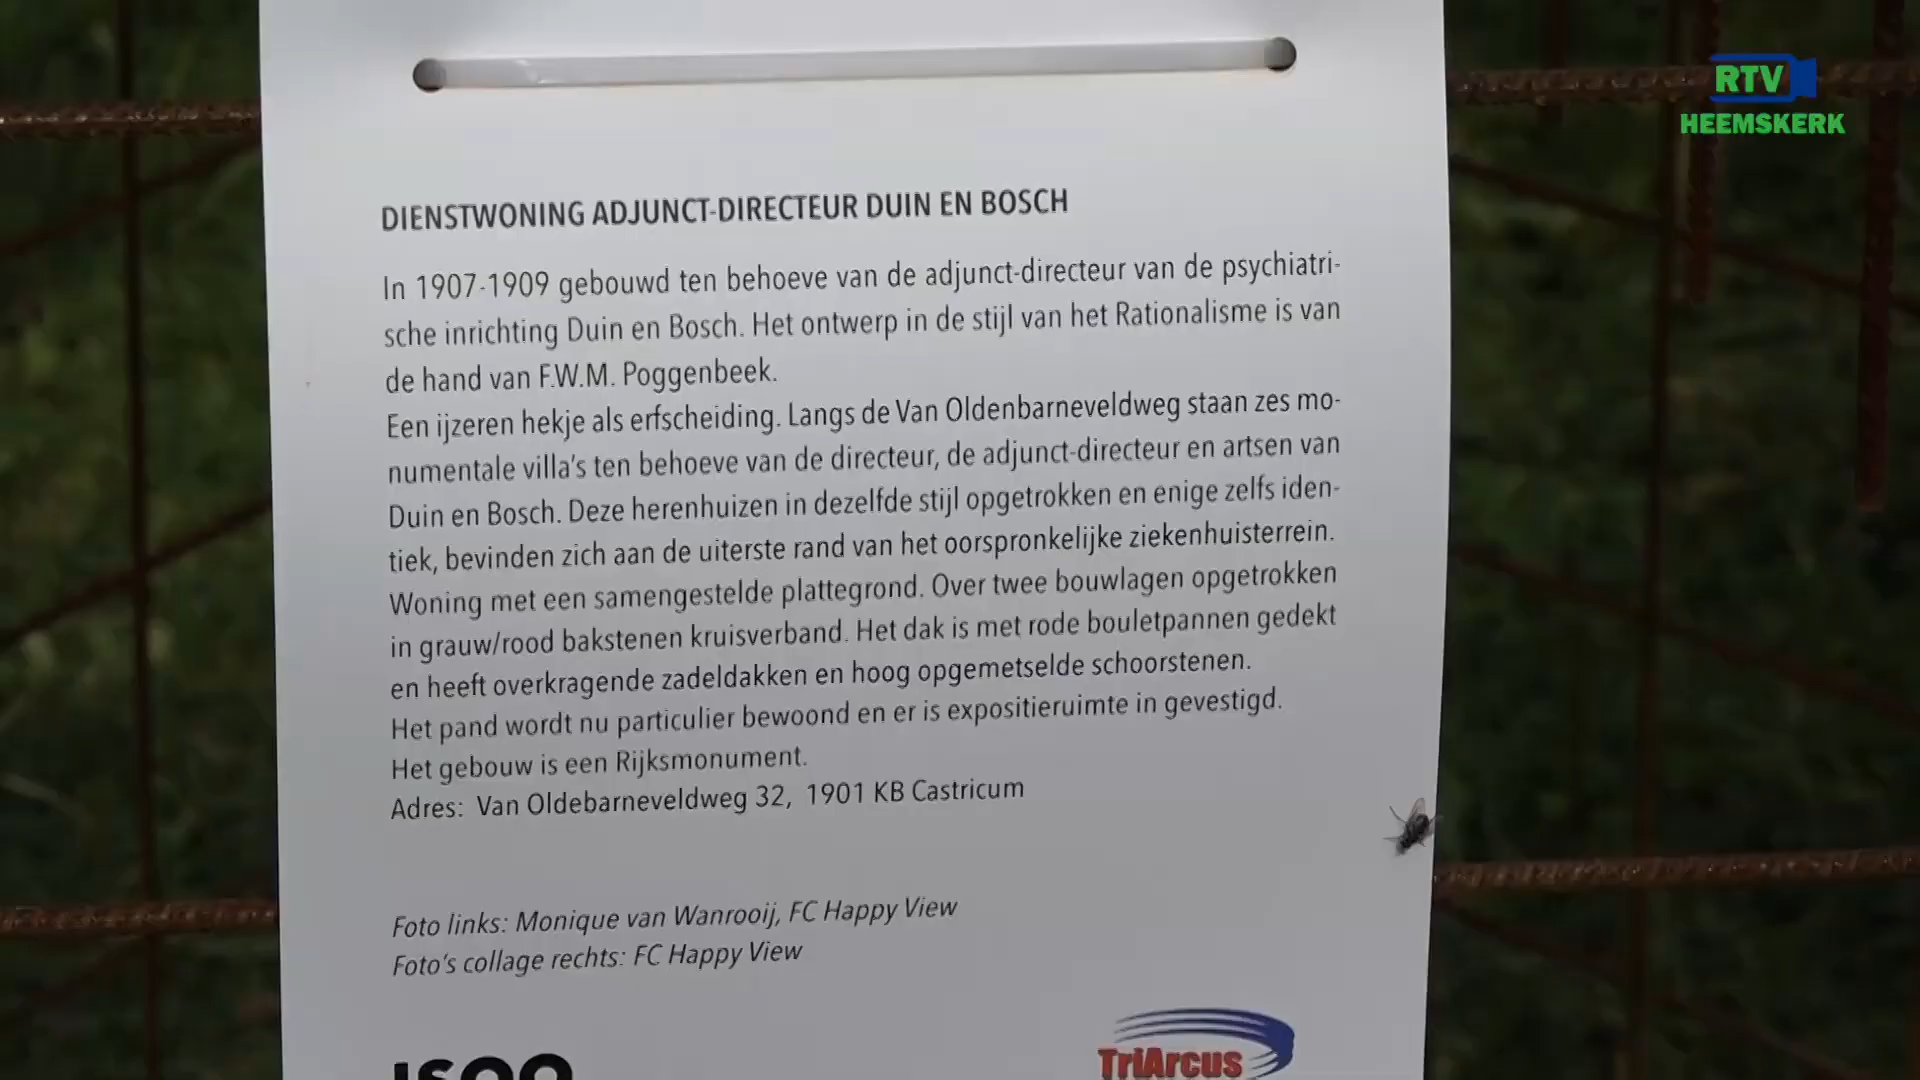 RTV
HEEMSKERK
DIENSTWONING ADJUNCT-DIRECTEUR DUIN EN BOSCH
In 1907-1909 gebouwd ten behoeve van de adjunct-directeur van de psychiatri-
sche inrichting Duin en Bosch. Het ontwerp in de stijl van het Rationalisme is van
de hand van F.W.M. Poggenbeek.
Een ijzeren hekje als erfscheiding. Langs de Van Oldenbarneveldweg staan zes mo-
numentale villa's ten behoeve van de directeur, de adjunct-directeur en artsen van
Duin en Bosch. Deze herenhuizen in dezelfde stijl opgetrokken en enige zelfs iden-
tiek, bevinden zich aan de uiterste rand van het oorspronkelijke ziekenhuisterrein.
Woning met een samengestelde plattegrond. Over twee bouwlagen opgetrokken
in grauw/rood bakstenen kruisverband. Het dak is met rode bouletpannen gedekt
en heeft overkragende zadeldakken en hoog opgemetselde schoorstenen.
Het pand wordt nu particulier bewoond en er is expositieruimte in gevestigd.
Het gebouw is een Rijksmonument.
Adres: Van Oldebarneveldweg 32, 1901 KB Castricum
Foto links: Monique van Wanrooij, FC Happy View
Foto's collage rechts: FC Happy View
TriArcus